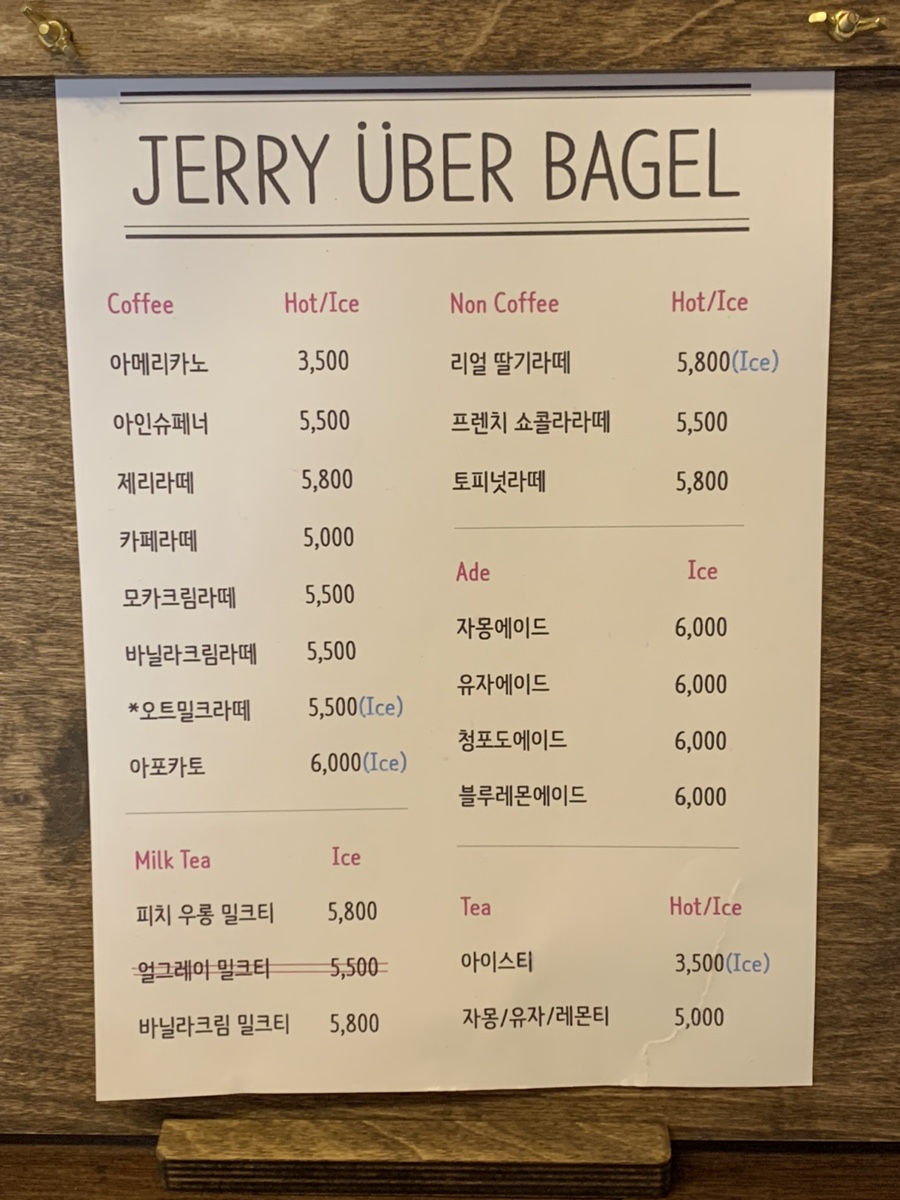 JERRY ÜBER BAGEL
Coffee Hot/Ice
아메리카노 3,500
아인슈페너 5,500
제리라떼 5,800
카페라떼 5,000
모카크림라떼 5,500
바닐라크림라떼 5,500
*오트밀크라떼 5,500(Ice)
아포카토 6,000(Ice)
Milk Tea Ice
피치 우롱 밀크티 5,800
얼그레이 밀크티 5,500
바닐라크림 밀크티 5,800
Non Coffee Hot/Ice
리얼 딸기라떼 5,800(Ice)
프렌치 쇼콜라라떼 5,500
토피넛라떼 5,800
Ade Ice
자몽에이드 6,000
유자에이드 6,000
청포도에이드 6,000
블루레몬에이드 6,000
Tea Hot/Ice
아이스티 3,500(Ice)
자몽/유자/레몬티 5,000